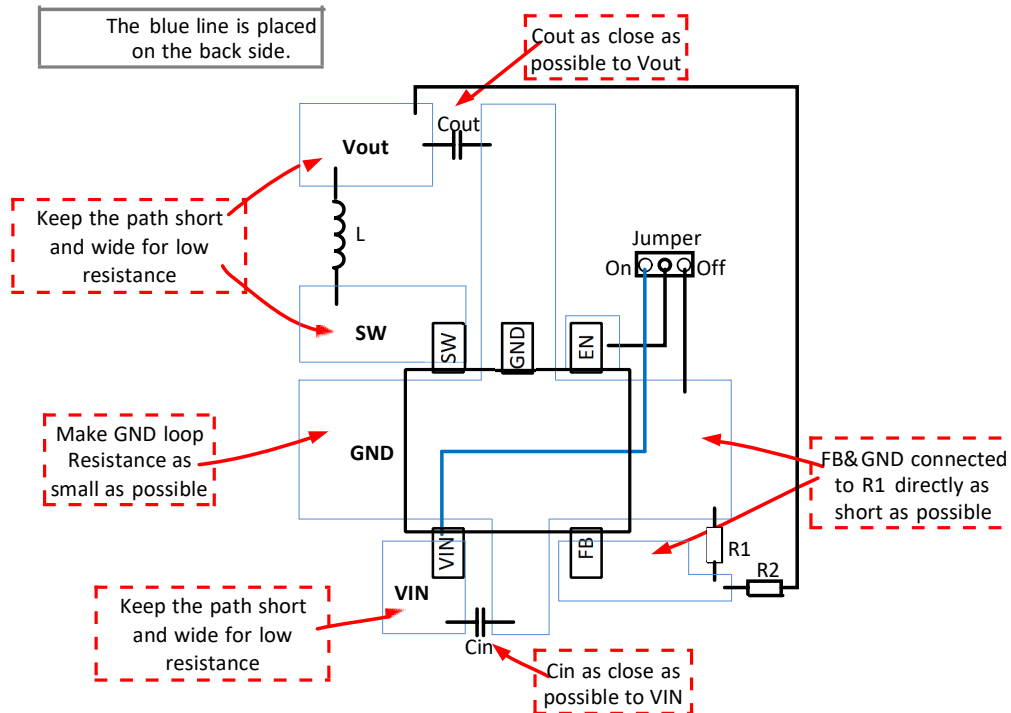 The blue line is placed
on the back side.
Cout as close as
possible to Vout
Cout
Vout
Keep the path short
and wide for low
resistance
L
Jumper
On
Off
SW
SW
GND
EN
Make GND loop
Resistance as
small as possible
GND
FB&GND connected
to R1 directly as
short as possible
VIN
FB
R1
R2
VIN
Keep the path short
and wide for low
resistance
Cin
Cin as close as
possible to VIN